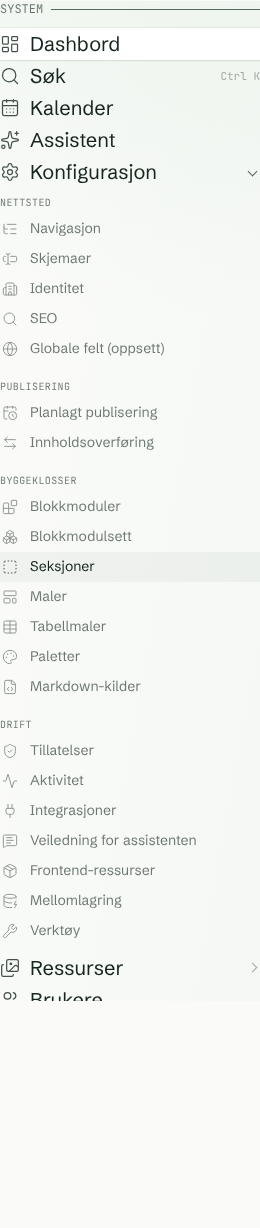 SYSTEM
Dashbord
Søk Ctrl K
Kalender
Assistent
Konfigurasjon
NETTSTED
Navigasjon
Skjemaer
Identitet
SEO
Globale felt (oppsett)
PUBLISERING
Planlagt publisering
Innholdsoverføring
BYGGEKLOSSER
Blokkmoduler
Blokkmodulsett
Seksjoner
Maler
Tabellmaler
Paletter
Markdown-kilder
DRIFT
Tillatelser
Aktivitet
Integrasjoner
Veiledning for assistenten
Frontend-ressurser
Mellomlagring
Verktøy
Ressurser
Brukere